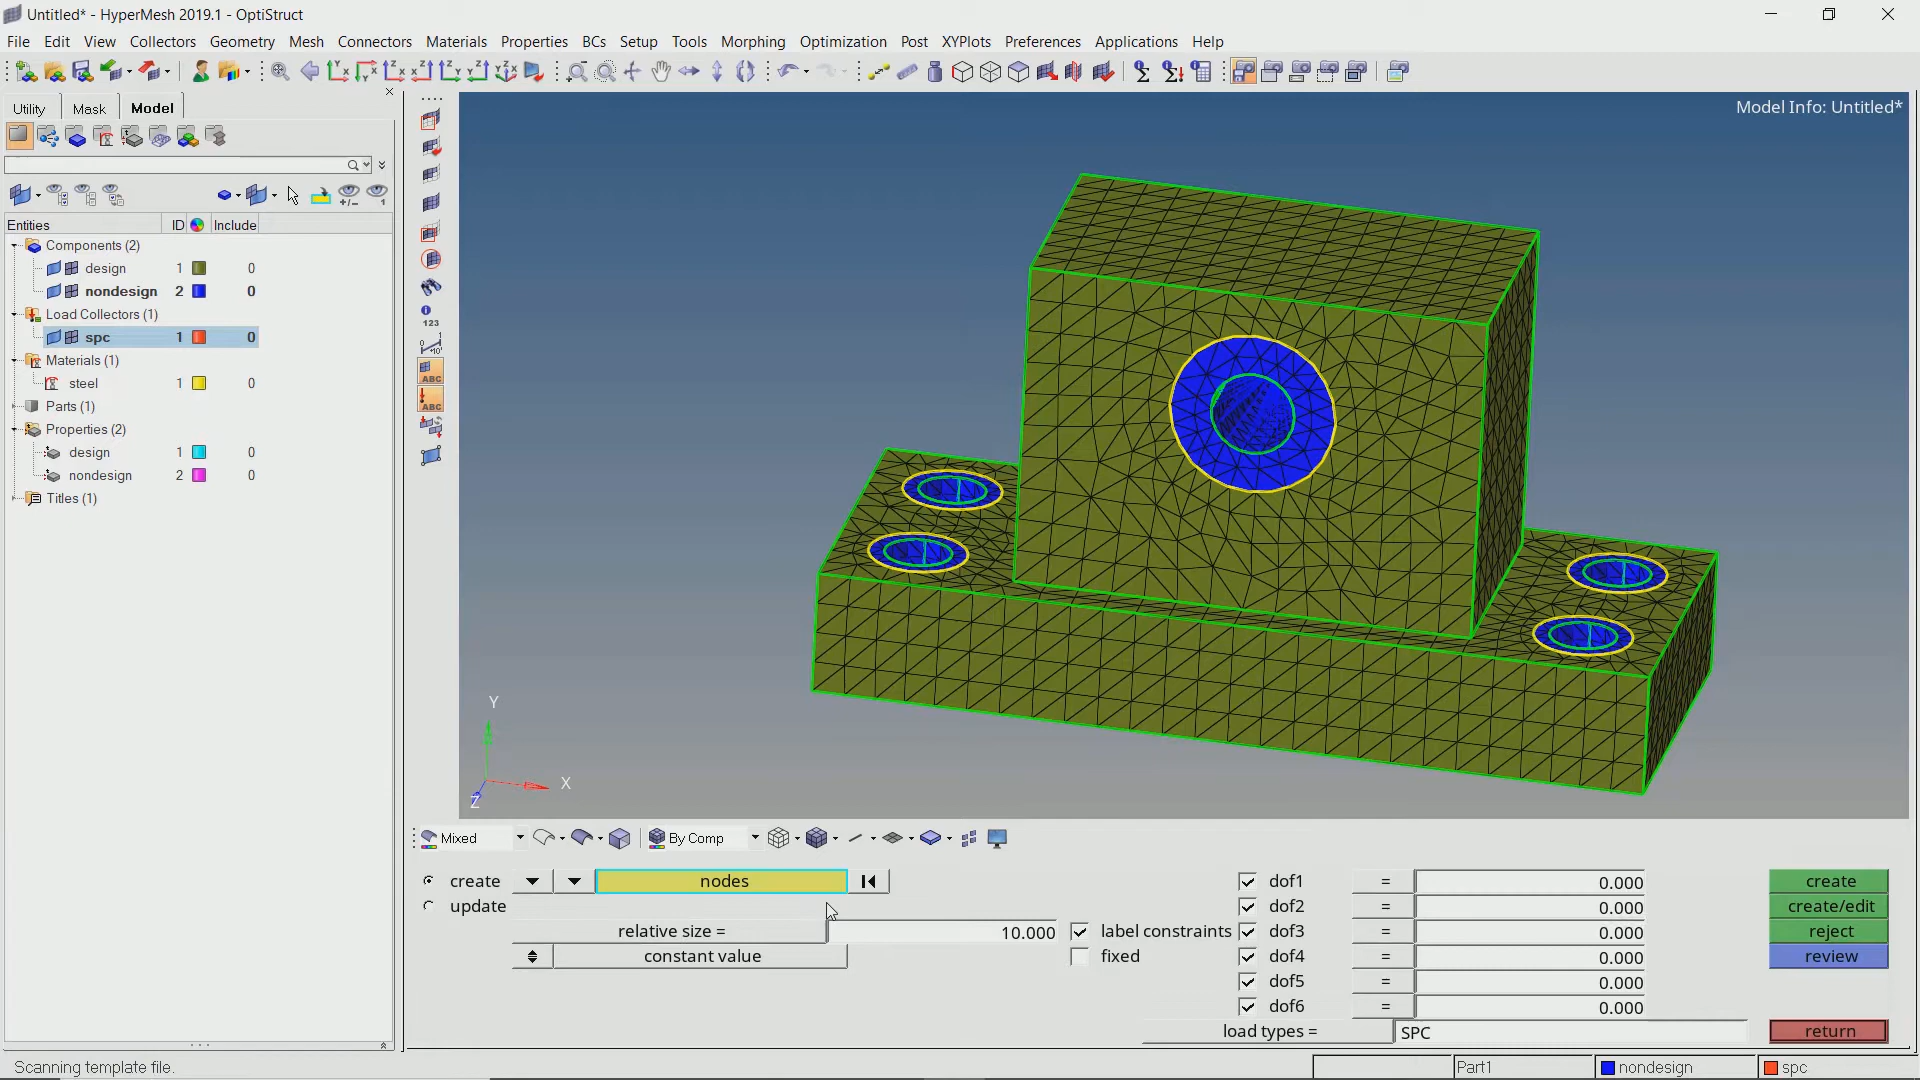 Untitled* - HyperMesh 2019.1 - OptiStruct
File Edit View Collectors Geometry Mesh Connectors Materials Properties BCs Setup Tools Morphing Optimization Post XYPlots Preferences Applications Help
Utility Mask Model
Model Info: Untitled*
Entities ID Include
Components (2)
design 1 0
nondesign 2 0
Load Collectors (1)
spc 1 0
Materials (1)
steel 1 0
Parts (1)
Properties (2)
design 1 0
nondesign 2 0
Titles (1)
123
ABC
ABC
Y
X
Z
Mixed By Comp
create nodes dof1 = 0.000 create
update dof2 = 0.000 create/edit
relative size = 10.000 label constraints dof3 = 0.000 reject
constant value fixed dof4 = 0.000 review
dof5 = 0.000
dof6 = 0.000
load types = SPC return
Scanning template file. Part1 nondesign spc